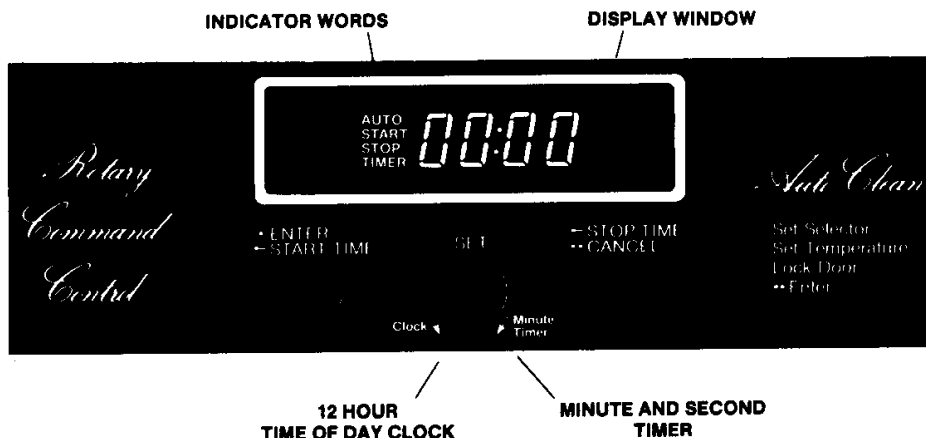 INDICATOR WORDS
DISPLAY WINDOW
AUTO
START
STOP
TIMER
00:00
Rotary
Command
Control
• ENTER
←START TIME
SET
←STOP TIME
•• CANCEL
Auto Clean
Set Selector
Set Temperature
Lock Door
••Enter
Clock
Minute
Timer
12 HOUR
TIME OF DAY CLOCK
MINUTE AND SECOND
TIMER